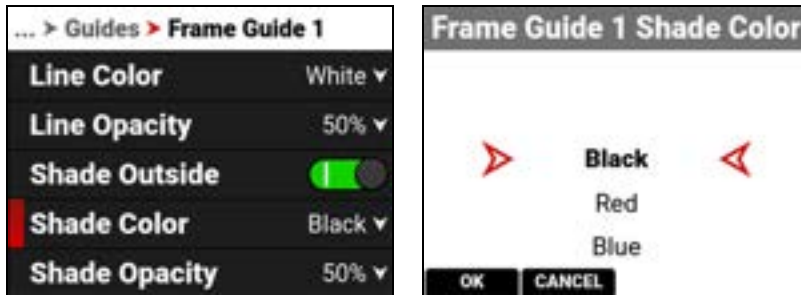 ... > Guides > Frame Guide 1
Line Color White
Line Opacity 50%
Shade Outside
Shade Color Black
Shade Opacity 50%
Frame Guide 1 Shade Color
Black
Red
Blue
OK CANCEL